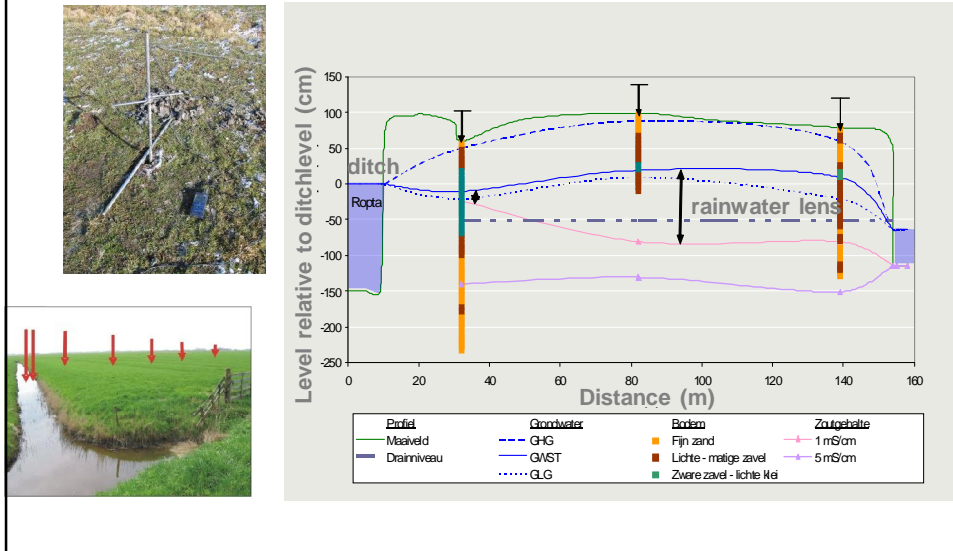 Level relative to ditchlevel (cm)
150
100
50
0
-50
-100
-150
-200
-250
ditch
Ropta
rainwater lens
0 20 40 60 80 100 120 140 160
Distance (m)
Profiel Grondwater Bodem Zoutgehalte
Maaiveld GHG Fijn zand 1 mS/cm
Drainniveau GWST Lichte - matige zavel 5 mS/cm
GLG Zware zavel - lichte klei